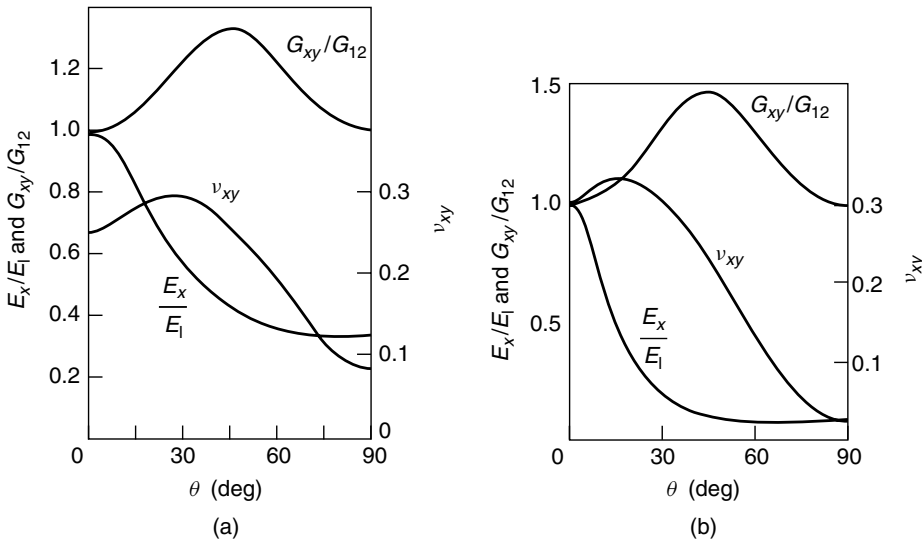 G_xy/G_12
1.2
1.0
0.8
0.6
0.4
0.2
E_x/E_l and G_xy/G_12
ν_xy
E_x
E_l
0.3
0.2
0.1
0
ν_xy
0 30 60 90
θ (deg)
(a)
1.5
1.0
0.5
0
E_x/E_l and G_xy/G_12
G_xy/G_12
ν_xy
E_x
E_l
0.3
0.2
0.1
ν_xy
0 30 60 90
θ (deg)
(b)